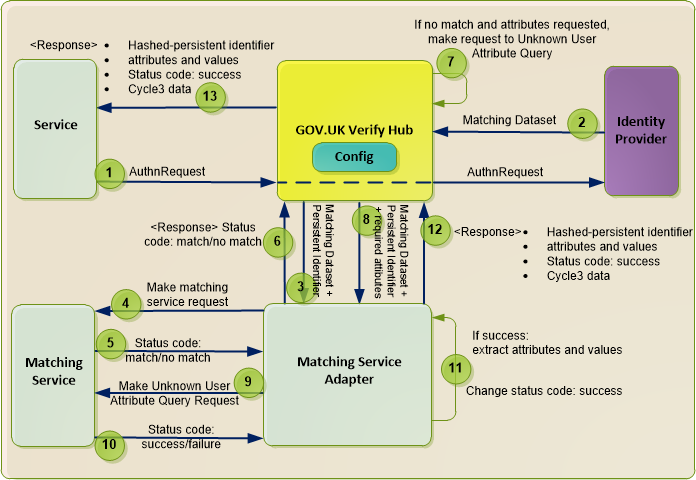 If no match and attributes requested,
make request to Unknown User
Attribute Query
7
<Response> • Hashed-persistent identifier
• attributes and values
• Status code: success
• Cycle3 data
13
Service
GOV.UK Verify Hub
Config
Matching Dataset
2
Identity
Provider
1
AuthnRequest
AuthnRequest
<Response> Status
code: match/no match
6
Matching Dataset +
Persistent Identifier
3
8
Matching Dataset +
Persistent Identifier
+ required attibutes
12
<Response> • Hashed-persistent identifier
• attributes and values
• Status code: success
• Cycle3 data
4
Make matching
service request
5
Status code:
match/no match
Matching
Service
9
Make Unknown User
Attribute Query Request
10
Status code:
success/failure
Matching Service
Adapter
11
If success:
extract attributes and values
Change status code: success